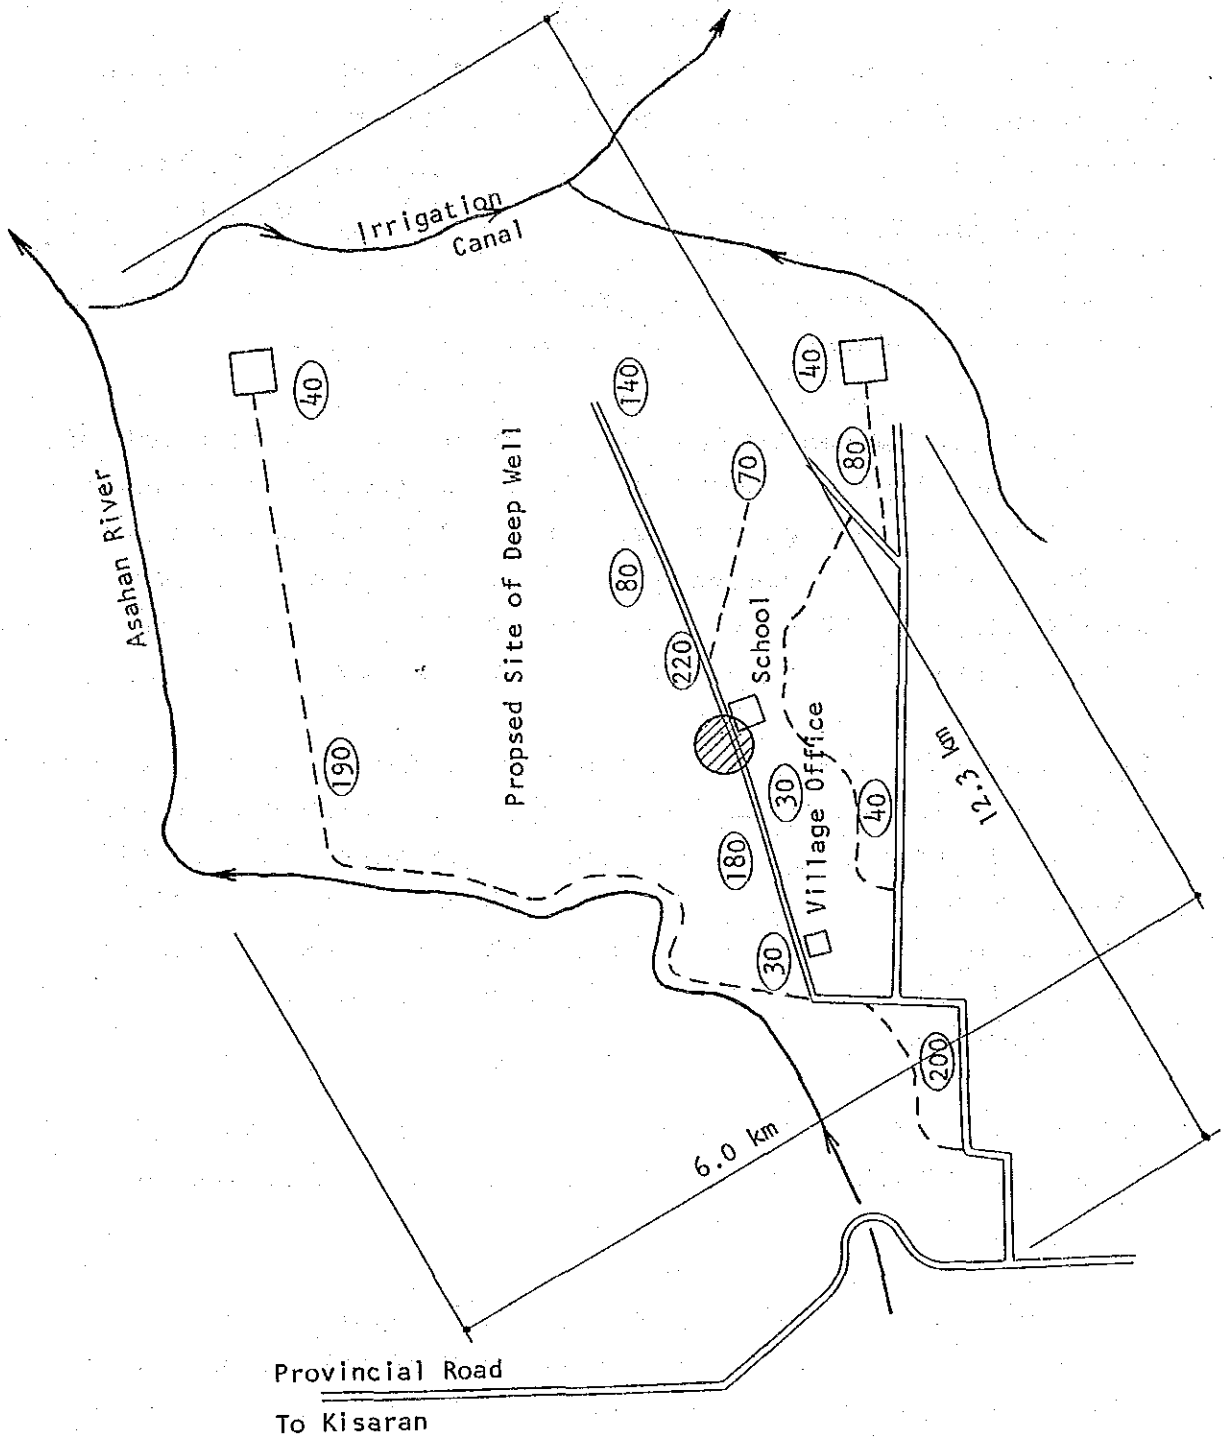 Irrigation
Canal
40
Asahan River
190
Propsed Site of Deep Well
140
80
70
220
School
40
80
180
30
Village Office
40
30
200
12.3 km
6.0 km
Provincial Road
To Kisaran